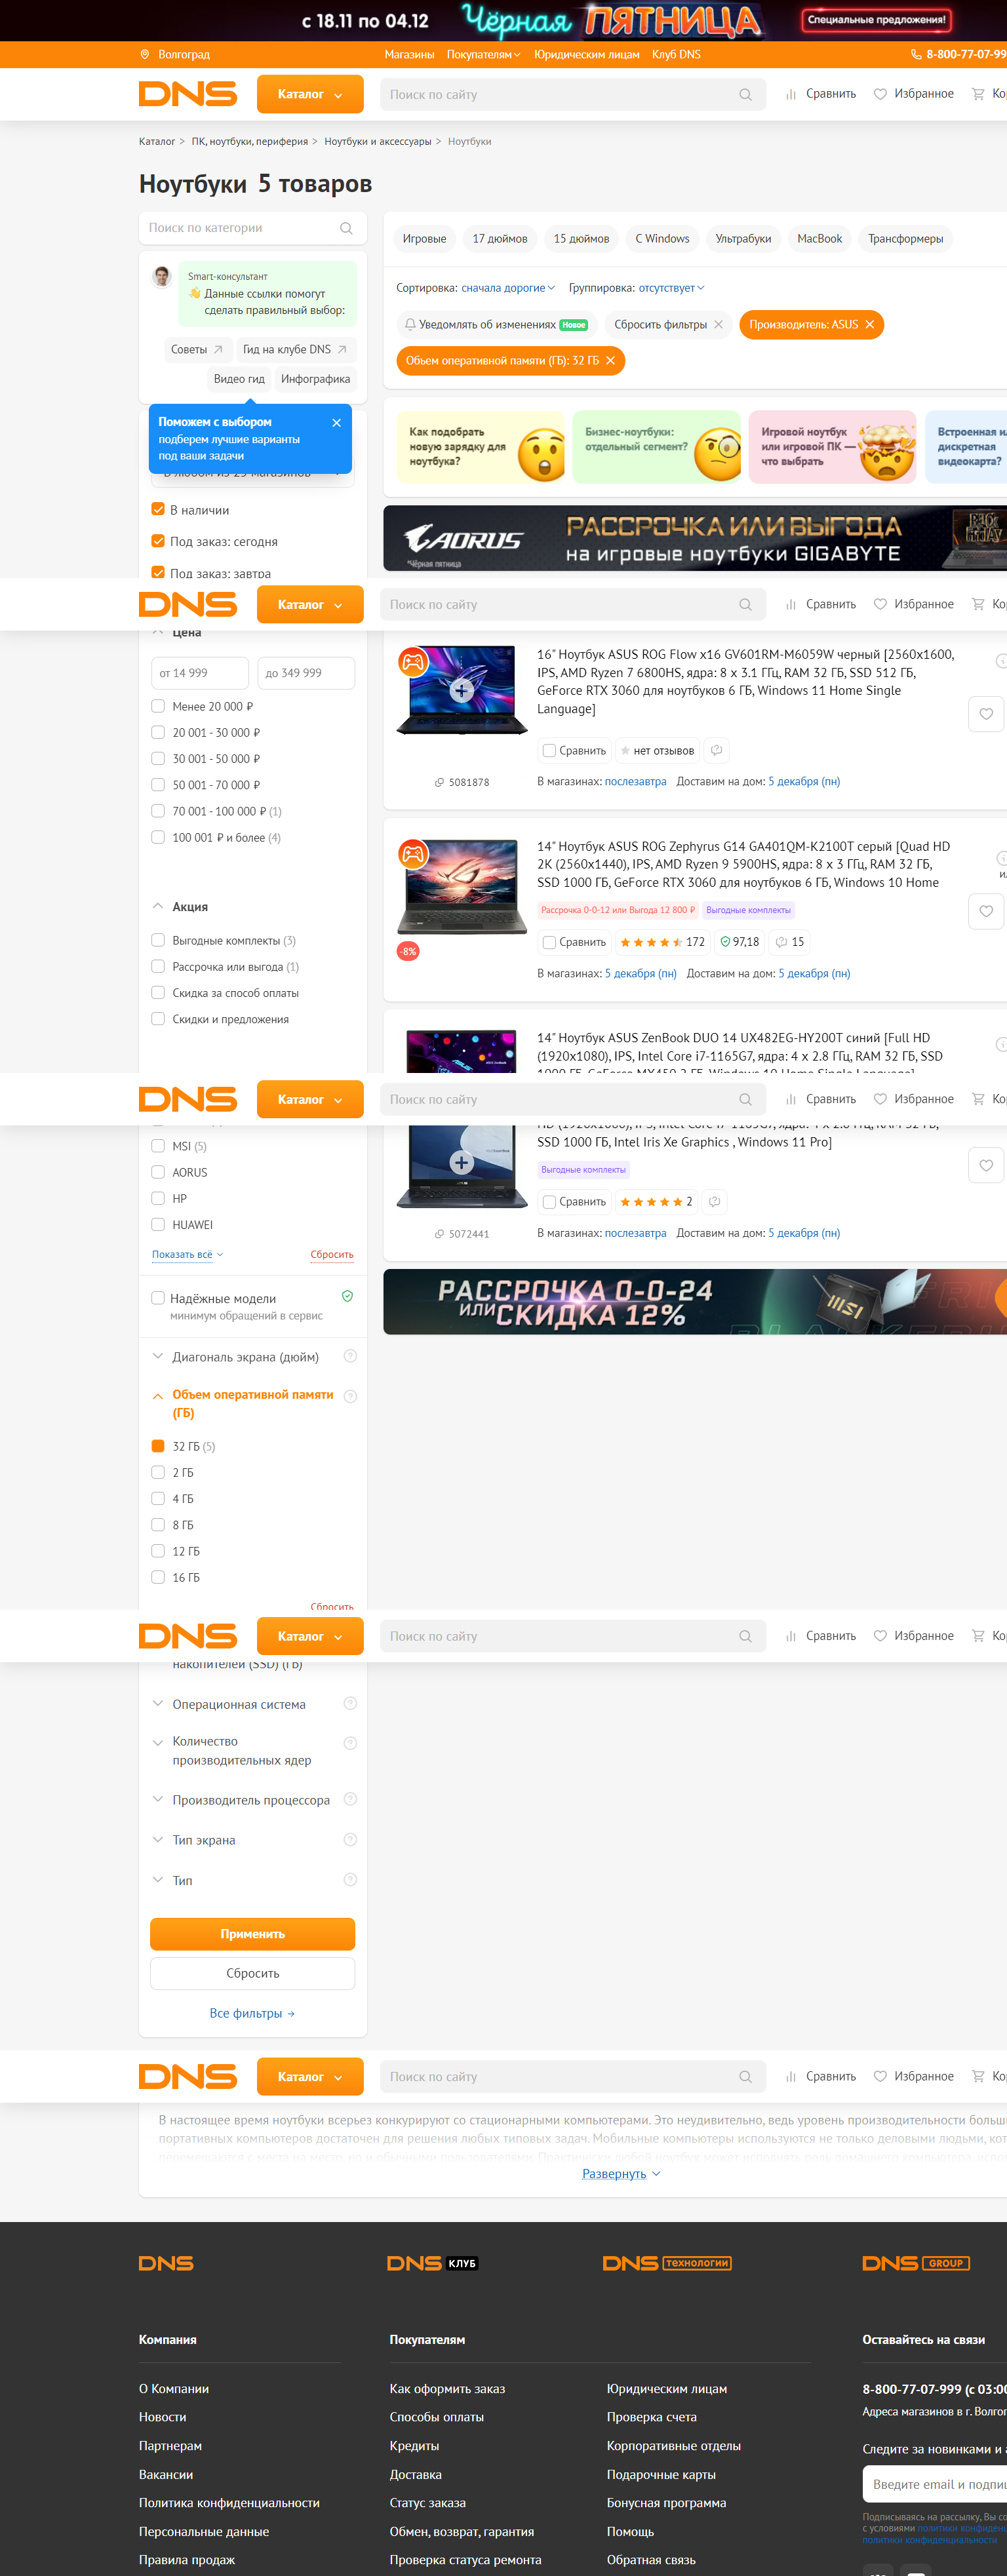 с 18.11 по 04.12 Чёрная ПЯТНИЦА Специальные предложения!
Волгоград Магазины Покупателям Юридическим лицам Клуб DNS 8-800-77-07-99
DNS Каталог Поиск по сайту Сравнить Избранное Ко
Каталог > ПК, ноутбуки, периферия > Ноутбуки и аксессуары > Ноутбуки
Ноутбуки 5 товаров
Поиск по категории
Игровые 17 дюймов 15 дюймов С Windows Ультрабуки MacBook Трансформеры
Smart-консультант
Данные ссылки помогут
сделать правильный выбор:
Советы Гид на клубе DNS
Видео гид Инфографика
Сортировка: сначала дорогие Группировка: отсутствует
Уведомлять об изменениях Новое Сбросить фильтры Производитель: ASUS
Объем оперативной памяти (ГБ): 32 ГБ
Поможем с выбором
подберем лучшие варианты
под ваши задачи
В наличии
Под заказ: сегодня
Под заказ: завтра
Как подобрать
новую зарядку для
ноутбука?
Бизнес-ноутбуки:
отдельный сегмент?
Игровой ноутбук
или игровой ПК —
что выбрать
Встроенная и
дискретная
видеокарта?
AORUS РАССРОЧКА ИЛИ ВЫГОДА
на игровые ноутбуки GIGABYTE
*Чёрная пятница
DNS Каталог Поиск по сайту Сравнить Избранное Ко
Цена
от 14 999 до 349 999
Менее 20 000 ₽
20 001 - 30 000 ₽
30 001 - 50 000 ₽
50 001 - 70 000 ₽
70 001 - 100 000 ₽ (1)
100 001 ₽ и более (4)
Акция
Выгодные комплекты (3)
Рассрочка или выгода (1)
Скидка за способ оплаты
Скидки и предложения
16" Ноутбук ASUS ROG Flow x16 GV601RM-M6059W черный [2560x1600,
IPS, AMD Ryzen 7 6800HS, ядра: 8 х 3.1 ГГц, RAM 32 ГБ, SSD 512 ГБ,
GeForce RTX 3060 для ноутбуков 6 ГБ, Windows 11 Home Single
Language]
Сравнить нет отзывов
5081878
В магазинах: послезавтра Доставим на дом: 5 декабря (пн)
14" Ноутбук ASUS ROG Zephyrus G14 GA401QM-K2100T серый [Quad HD
2K (2560x1440), IPS, AMD Ryzen 9 5900HS, ядра: 8 х 3 ГГц, RAM 32 ГБ,
SSD 1000 ГБ, GeForce RTX 3060 для ноутбуков 6 ГБ, Windows 10 Home
Рассрочка 0-0-12 или Выгода 12 800 ₽ Выгодные комплекты
-8% Сравнить 172 97,18 15
В магазинах: 5 декабря (пн) Доставим на дом: 5 декабря (пн)
14" Ноутбук ASUS ZenBook DUO 14 UX482EG-HY200T синий [Full HD
(1920x1080), IPS, Intel Core i7-1165G7, ядра: 4 х 2.8 ГГц, RAM 32 ГБ, SSD
DNS Каталог Поиск по сайту Сравнить Избранное Ко
MSI (5)
AORUS
HP
HUAWEI
Показать всё Сбросить
Надёжные модели
минимум обращений в сервис
Диагональ экрана (дюйм)
Объем оперативной памяти
(ГБ)
32 ГБ (5)
2 ГБ
4 ГБ
8 ГБ
12 ГБ
16 ГБ
Сбросить
SSD 1000 ГБ, Intel Iris Xe Graphics , Windows 11 Pro]
Выгодные комплекты
Сравнить 2
5072441
В магазинах: послезавтра Доставим на дом: 5 декабря (пн)
РАССРОЧКА 0-0-24
ИЛИ СКИДКА 12%
msi
DNS Каталог Поиск по сайту Сравнить Избранное Ко
накопителей (SSD) (ГБ)
Операционная система
Количество
производительных ядер
Производитель процессора
Тип экрана
Тип
Применить
Сбросить
Все фильтры
DNS Каталог Поиск по сайту Сравнить Избранное Ко
В настоящее время ноутбуки всерьез конкурируют со стационарными компьютерами. Это неудивительно, ведь уровень производительности больш
портативных компьютеров достаточен для решения любых типовых задач. Мобильные компьютеры используются не только деловыми людьми, кот
Развернуть
DNS DNS КЛУБ DNS ТЕХНОЛОГИИ DNS GROUP
Компания
О Компании
Новости
Партнерам
Вакансии
Политика конфиденциальности
Персональные данные
Правила продаж
Покупателям
Как оформить заказ
Способы оплаты
Кредиты
Доставка
Статус заказа
Обмен, возврат, гарантия
Проверка статуса ремонта
Юридическим лицам
Проверка счета
Корпоративные отделы
Подарочные карты
Бонусная программа
Помощь
Обратная связь
Оставайтесь на связи
8-800-77-07-999 (с 03:00
Адреса магазинов в г. Волгог
Следите за новинками и а
Введите email и подпиш
Подписываясь на рассылку, Вы со
с условиями политики конфиденц
политики конфиденциальности